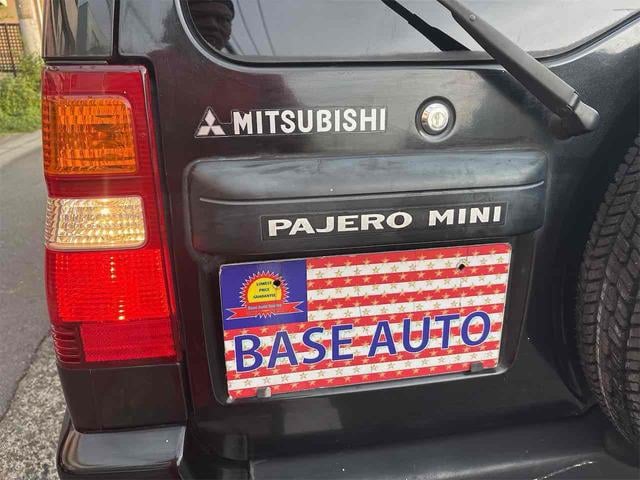 MITSUBISHI
PAJERO MINI
LOWEST
PRICE
GUARANTEE
BASE AUTO